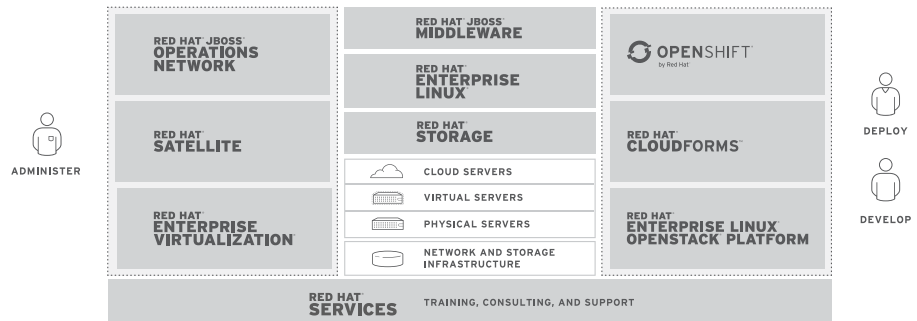 ADMINISTER
RED HAT® JBOSS®
OPERATIONS
NETWORK
RED HAT®
SATELLITE
RED HAT®
ENTERPRISE
VIRTUALIZATION®
RED HAT® JBOSS®
MIDDLEWARE
RED HAT®
ENTERPRISE
LINUX®
RED HAT®
STORAGE
CLOUD SERVERS
VIRTUAL SERVERS
PHYSICAL SERVERS
NETWORK AND STORAGE
INFRASTRUCTURE
OPENSHIFT™
by Red Hat®
RED HAT®
CLOUDFORMS™
RED HAT®
ENTERPRISE LINUX®
OPENSTACK® PLATFORM
DEPLOY
DEVELOP
RED HAT®
SERVICES
TRAINING, CONSULTING, AND SUPPORT